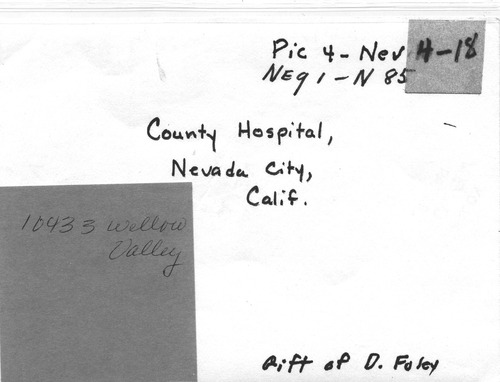 Pic 4 - Nev 4-18
NEg 1 - N 85
County Hospital,
Nevada City,
Calif.
10433 Willow
Valley
Gift of D. Foley